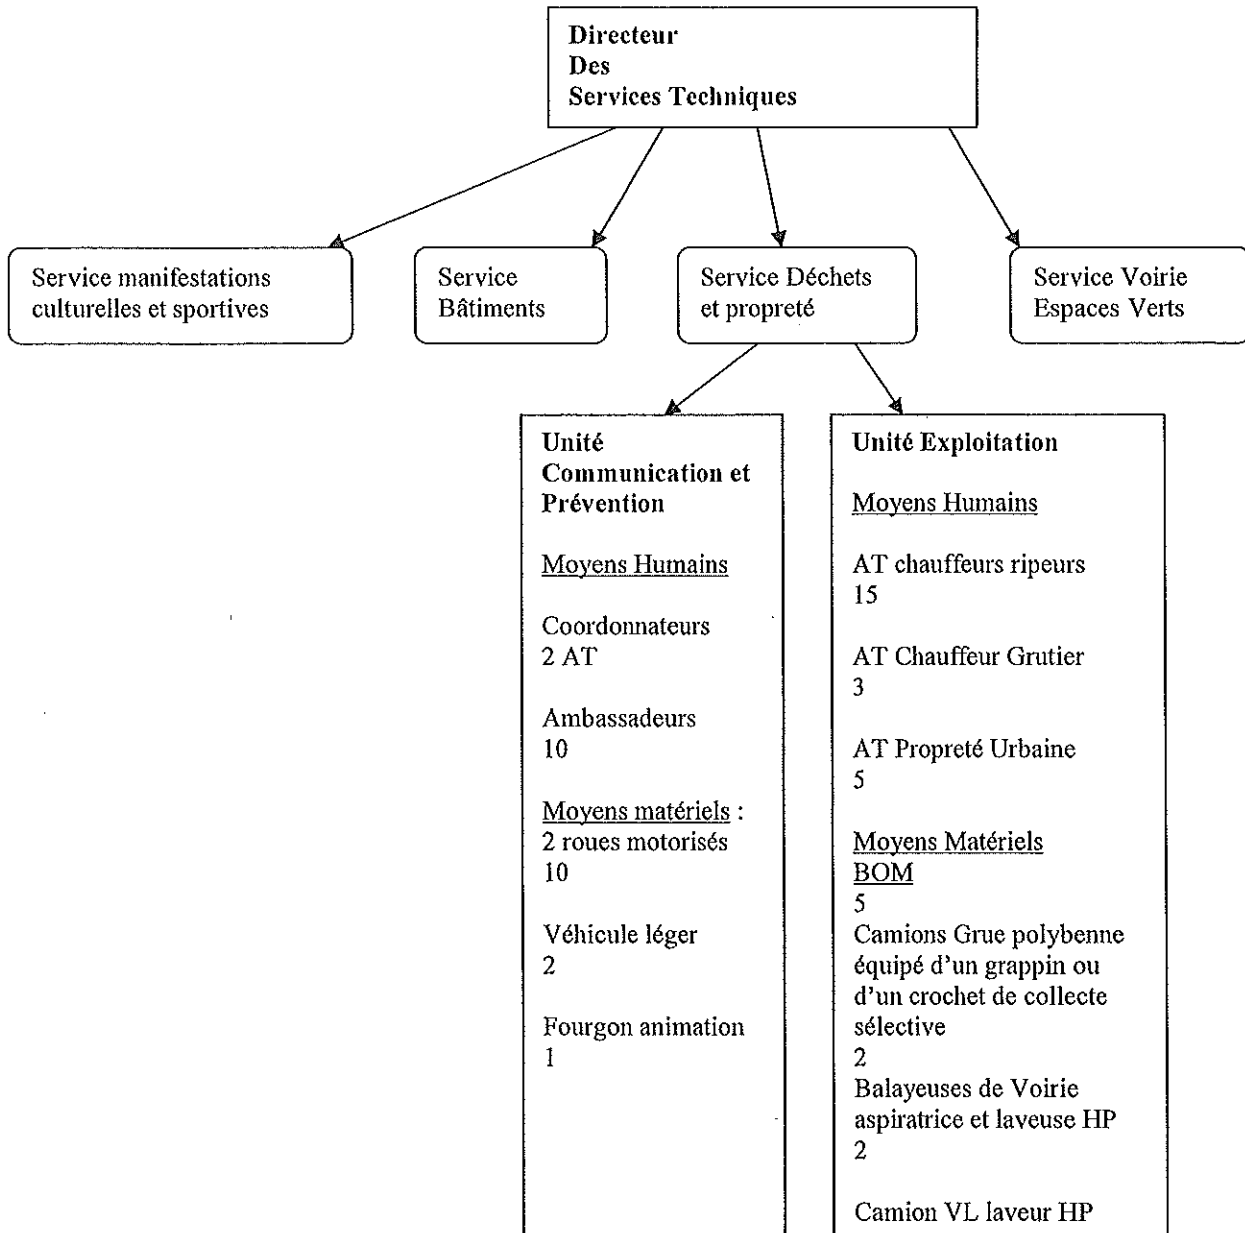 Directeur
Des
Services Techniques
Service manifestations
culturelles et sportives
Service
Bâtiments
Service Déchets
et propreté
Service Voirie
Espaces Verts
Unité
Communication et
Prévention
Moyens Humains
Coordonnateurs
2 AT
Ambassadeurs
10
Moyens matériels :
2 roues motorisés
10
Véhicule léger
2
Fourgon animation
1
Unité Exploitation
Moyens Humains
AT chauffeurs ripeurs
15
AT Chauffeur Grutier
3
AT Propreté Urbaine
5
Moyens Matériels
BOM
5
Camions Grue polybenne
équipé d'un grappin ou
d'un crochet de collecte
sélective
2
Balayeuses de Voirie
aspiratrice et laveuse HP
2
Camion VL laveur HP